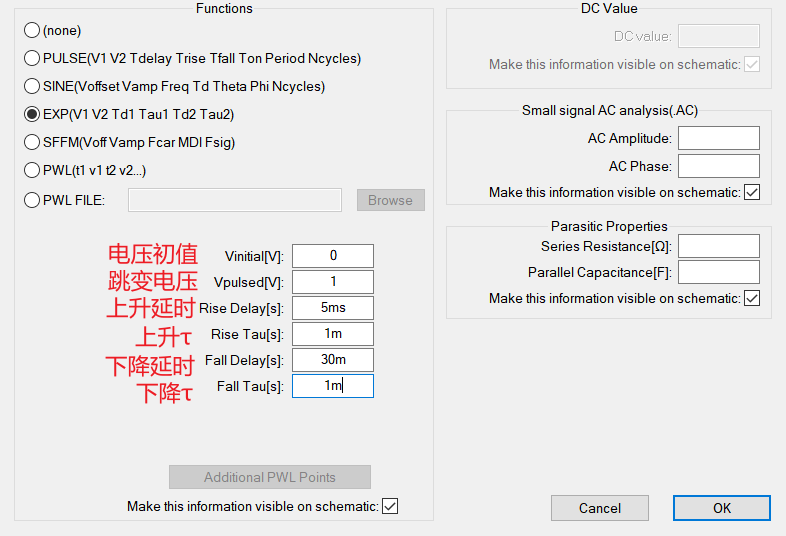 Functions
(none)
PULSE(V1 V2 Tdelay Trise Tfall Ton Period Ncycles)
SINE(Voffset Vamp Freq Td Theta Phi Ncycles)
EXP(V1 V2 Td1 Tau1 Td2 Tau2)
SFFM(Voff Vamp Fcar MDI Fsig)
PWL(t1 v1 t2 v2...)
PWL FILE: Browse
电压初值 Vinitial[V]: 0
跳变电压 Vpulsed[V]: 1
上升延时 Rise Delay[s]: 5ms
上升τ Rise Tau[s]: 1m
下降延时 Fall Delay[s]: 30m
下降τ Fall Tau[s]: 1m
Additional PWL Points
Make this information visible on schematic:
DC Value
DC value:
Make this information visible on schematic:
Small signal AC analysis(.AC)
AC Amplitude:
AC Phase:
Make this information visible on schematic:
Parasitic Properties
Series Resistance[Ω]:
Parallel Capacitance[F]:
Make this information visible on schematic:
Cancel OK